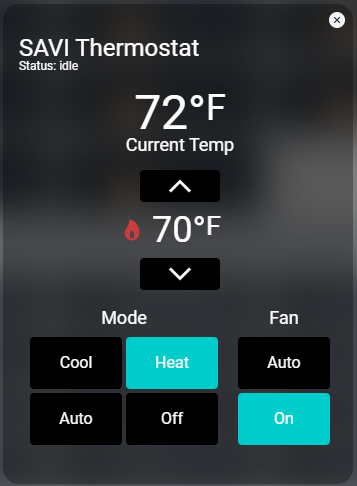 SAVI Thermostat
Status: idle
72°F
Current Temp
70°F
Mode
Fan
Cool
Heat
Auto
Auto
Off
On